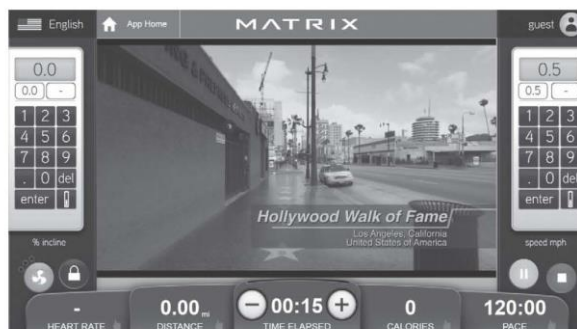 English
App Home
MATRIX
guest
0.0
0.0 -
1 2 3
4 5 6
7 8 9
. 0 del
enter
% incline
Hollywood Walk of Fame
Los Angeles, California
United States of America
0.5
0.5 -
1 2 3
4 5 6
7 8 9
. 0 del
enter
speed mph
-
HEART RATE
0.00 mi
DISTANCE
00:15
TIME ELAPSED
0
CALORIES
120:00
PACE